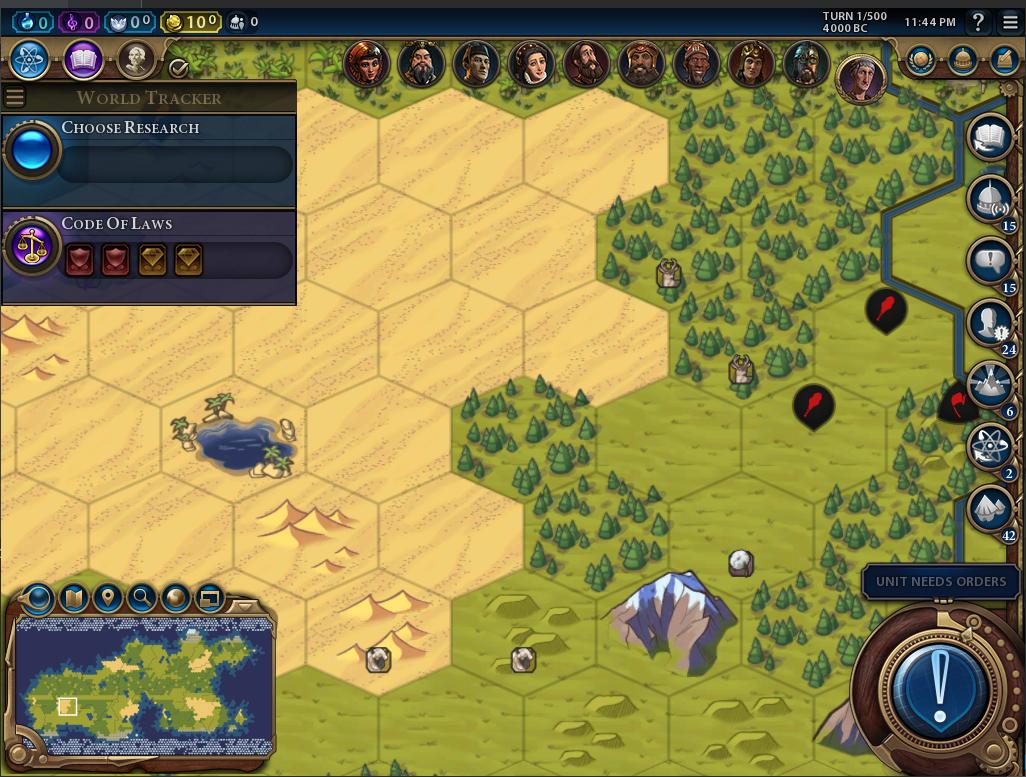 0 0 0⁰ 10⁰ 0
TURN 1/500
4000 BC
11:44 PM ?
WORLD TRACKER
CHOOSE RESEARCH
CODE OF LAWS
15
15
24
6
2
42
UNIT NEEDS ORDERS